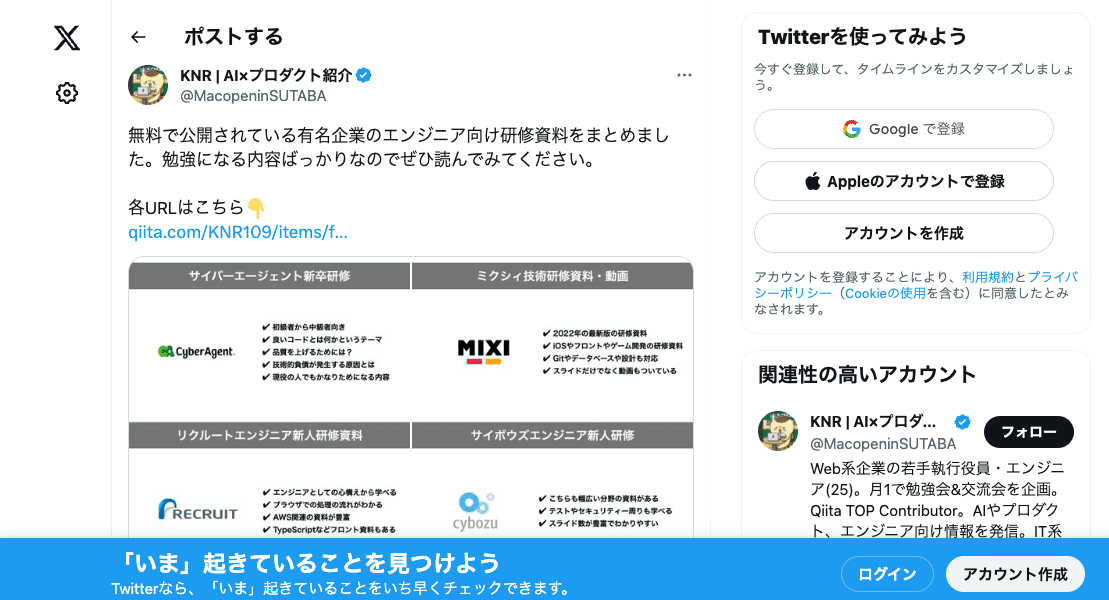 ポストする
KNR | AI×プロダクト紹介
@MacopeninSUTABA
無料で公開されている有名企業のエンジニア向け研修資料をまとめまし
た。勉強になる内容ばっかりなのでぜひ読んでみてください。
各URLはこちら👇
qiita.com/KNR109/items/f...
サイバーエージェント新卒研修
CyberAgent.
✔ 初級者から中級者向き
✔ 良いコードとは何かというテーマ
✔ 品質を上げるためには？
✔ 技術的負債が発生する原因とは
✔ 現役の人でもかなりためになる内容
ミクシィ技術研修資料・動画
MIXI
✔ 2022年の最新版の研修資料
✔ iOSやフロントやゲーム開発の研修資料
✔ Gitやデータベースや設計も対応
✔ スライドだけでなく動画もついている
リクルートエンジニア新人研修資料
RECRUIT
✔ エンジニアとしての心構えから学べる
✔ ブラウザでの処理の流れがわかる
✔ AWS関連の資料が豊富
✔ TypeScriptなどフロント資料もある
サイボウズエンジニア新人研修
cybozu
✔ こちらも幅広い分野の資料がある
✔ テストやセキュリティー周りも学べる
✔ スライド数が豊富でわかりやすい
Twitterを使ってみよう
今すぐ登録して、タイムラインをカスタマイズしましょ
う。
Google で登録
Appleのアカウントで登録
アカウントを作成
アカウントを登録することにより、利用規約とプライバ
シーポリシー（Cookieの使用を含む）に同意したとみ
なされます。
関連性の高いアカウント
KNR | AI×プロダ...
@MacopeninSUTABA
フォロー
Web系企業の若手執行役員・エンジニ
ア(25)。月1で勉強会&交流会を企画。
Qiita TOP Contributor。AIやプロダク
ト、エンジニア向け情報を発信。IT系
「いま」起きていることを見つけよう
Twitterなら、「いま」起きていることをいち早くチェックできます。
ログイン
アカウント作成